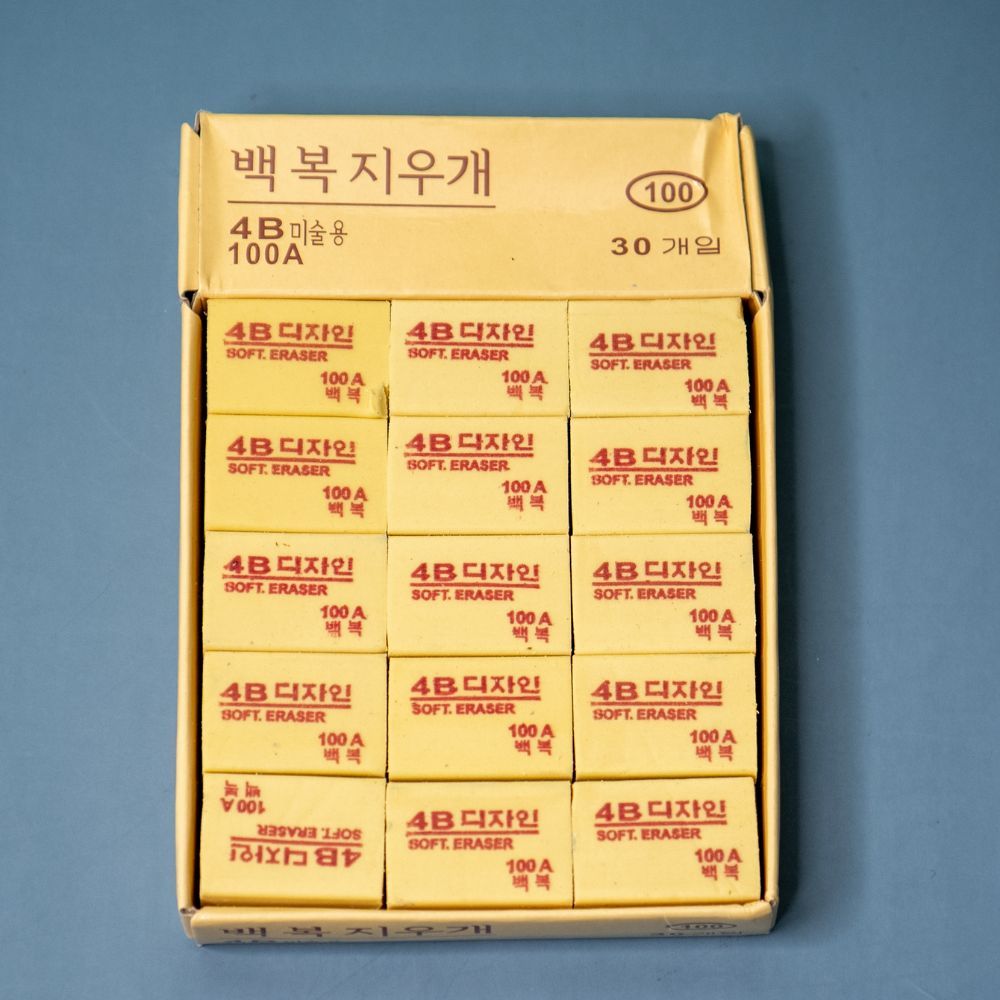 백 복 지우개
100
4B 미술용
100A
30 개입
4B 디자인
SOFT. ERASER
100 A
백 복
4B 디자인
SOFT. ERASER
100 A
백 복
4B 디자인
SOFT. ERASER
100 A
백 복
4B 디자인
SOFT. ERASER
100 A
백 복
4B 디자인
SOFT. ERASER
100 A
백 복
4B 디자인
SOFT. ERASER
100 A
백 복
4B 디자인
SOFT. ERASER
100 A
백 복
4B 디자인
SOFT. ERASER
100 A
백 복
4B 디자인
SOFT. ERASER
100 A
백 복
4B 디자인
SOFT. ERASER
100 A
백 복
4B 디자인
SOFT. ERASER
100 A
백 복
4B 디자인
SOFT. ERASER
100 A
백 복
4B 디자인
SOFT. ERASER
100 A
백 복
4B 디자인
SOFT. ERASER
100 A
백 복
4B 디자인
SOFT. ERASER
100 A
백 복
백 복 지우개
100